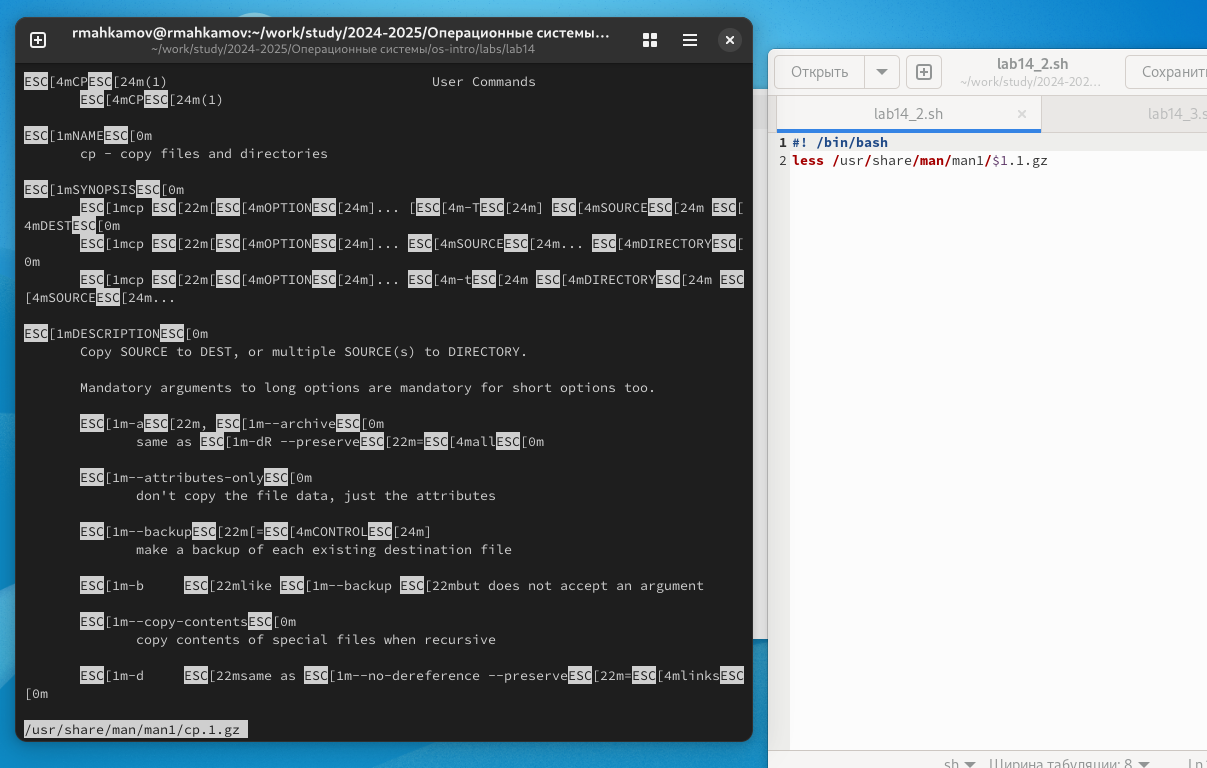 rmahkamov@rmahkamov:~/work/study/2024-2025/Операционные системы…
~/work/study/2024-2025/Операционные системы/os-intro/labs/lab14
ESC[4mCPESC[24m(1) User Commands
ESC[4mCPESC[24m(1)
ESC[1mNAMEESC[0m
cp - copy files and directories
ESC[1mSYNOPSISESC[0m
ESC[1mcp ESC[22m[ESC[4mOPTIONESC[24m]... [ESC[4m-TESC[24m] ESC[4mSOURCEESC[24m ESC[
4mDESTESC[0m
ESC[1mcp ESC[22m[ESC[4mOPTIONESC[24m]... ESC[4mSOURCEESC[24m... ESC[4mDIRECTORYESC[
0m
ESC[1mcp ESC[22m[ESC[4mOPTIONESC[24m]... ESC[4m-tESC[24m ESC[4mDIRECTORYESC[24m ESC
[4mSOURCEESC[24m...
ESC[1mDESCRIPTIONESC[0m
Copy SOURCE to DEST, or multiple SOURCE(s) to DIRECTORY.
Mandatory arguments to long options are mandatory for short options too.
ESC[1m-aESC[22m, ESC[1m--archiveESC[0m
same as ESC[1m-dR --preserveESC[22m=ESC[4mallESC[0m
ESC[1m--attributes-onlyESC[0m
don't copy the file data, just the attributes
ESC[1m--backupESC[22m[=ESC[4mCONTROLESC[24m]
make a backup of each existing destination file
ESC[1m-b ESC[22mlike ESC[1m--backup ESC[22mbut does not accept an argument
ESC[1m--copy-contentsESC[0m
copy contents of special files when recursive
ESC[1m-d ESC[22msame as ESC[1m--no-dereference --preserveESC[22m=ESC[4mlinksESC
[0m
/usr/share/man/man1/cp.1.gz
Открыть
lab14_2.sh
~/work/study/2024-202…
Сохранит
lab14_2.sh
lab14_3.s
1 #! /bin/bash
2 less /usr/share/man/man1/$1.1.gz
sh Ширина табуляции: 8 Ln